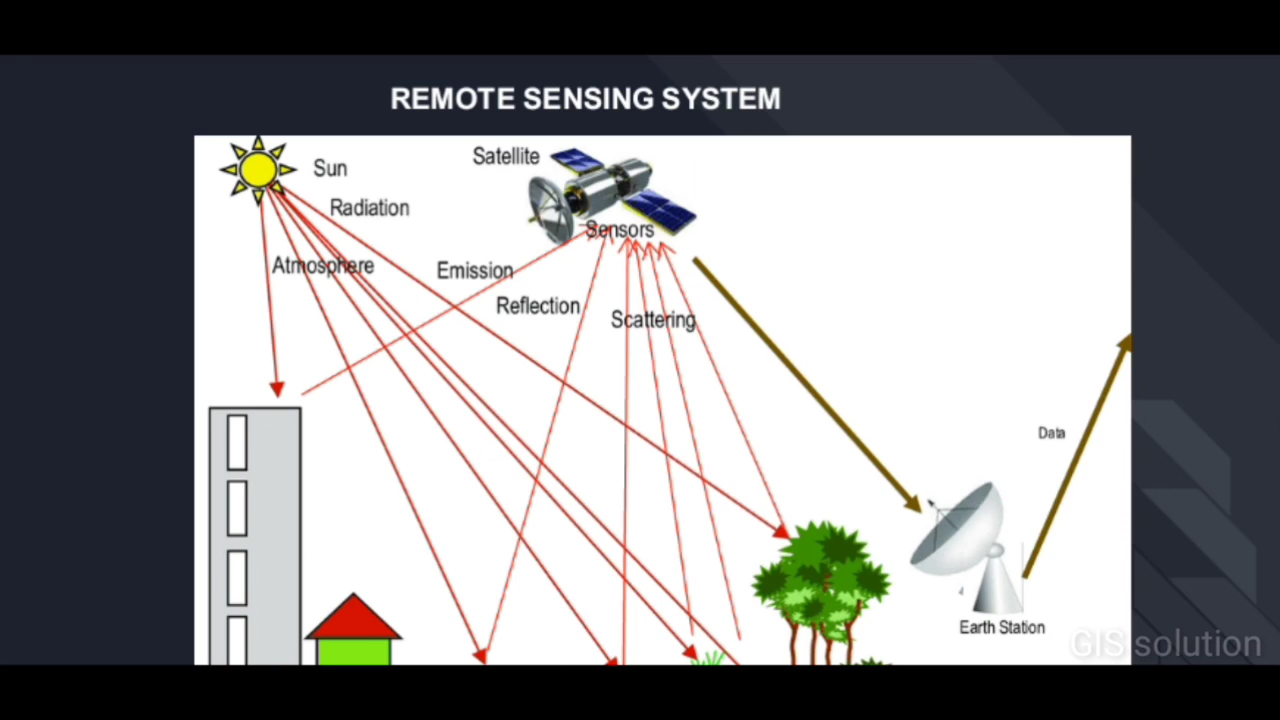 REMOTE SENSING SYSTEM
Sun
Satellite
Radiation
Sensors
Atmosphere
Emission
Reflection
Scattering
Data
Earth Station
GIS solution